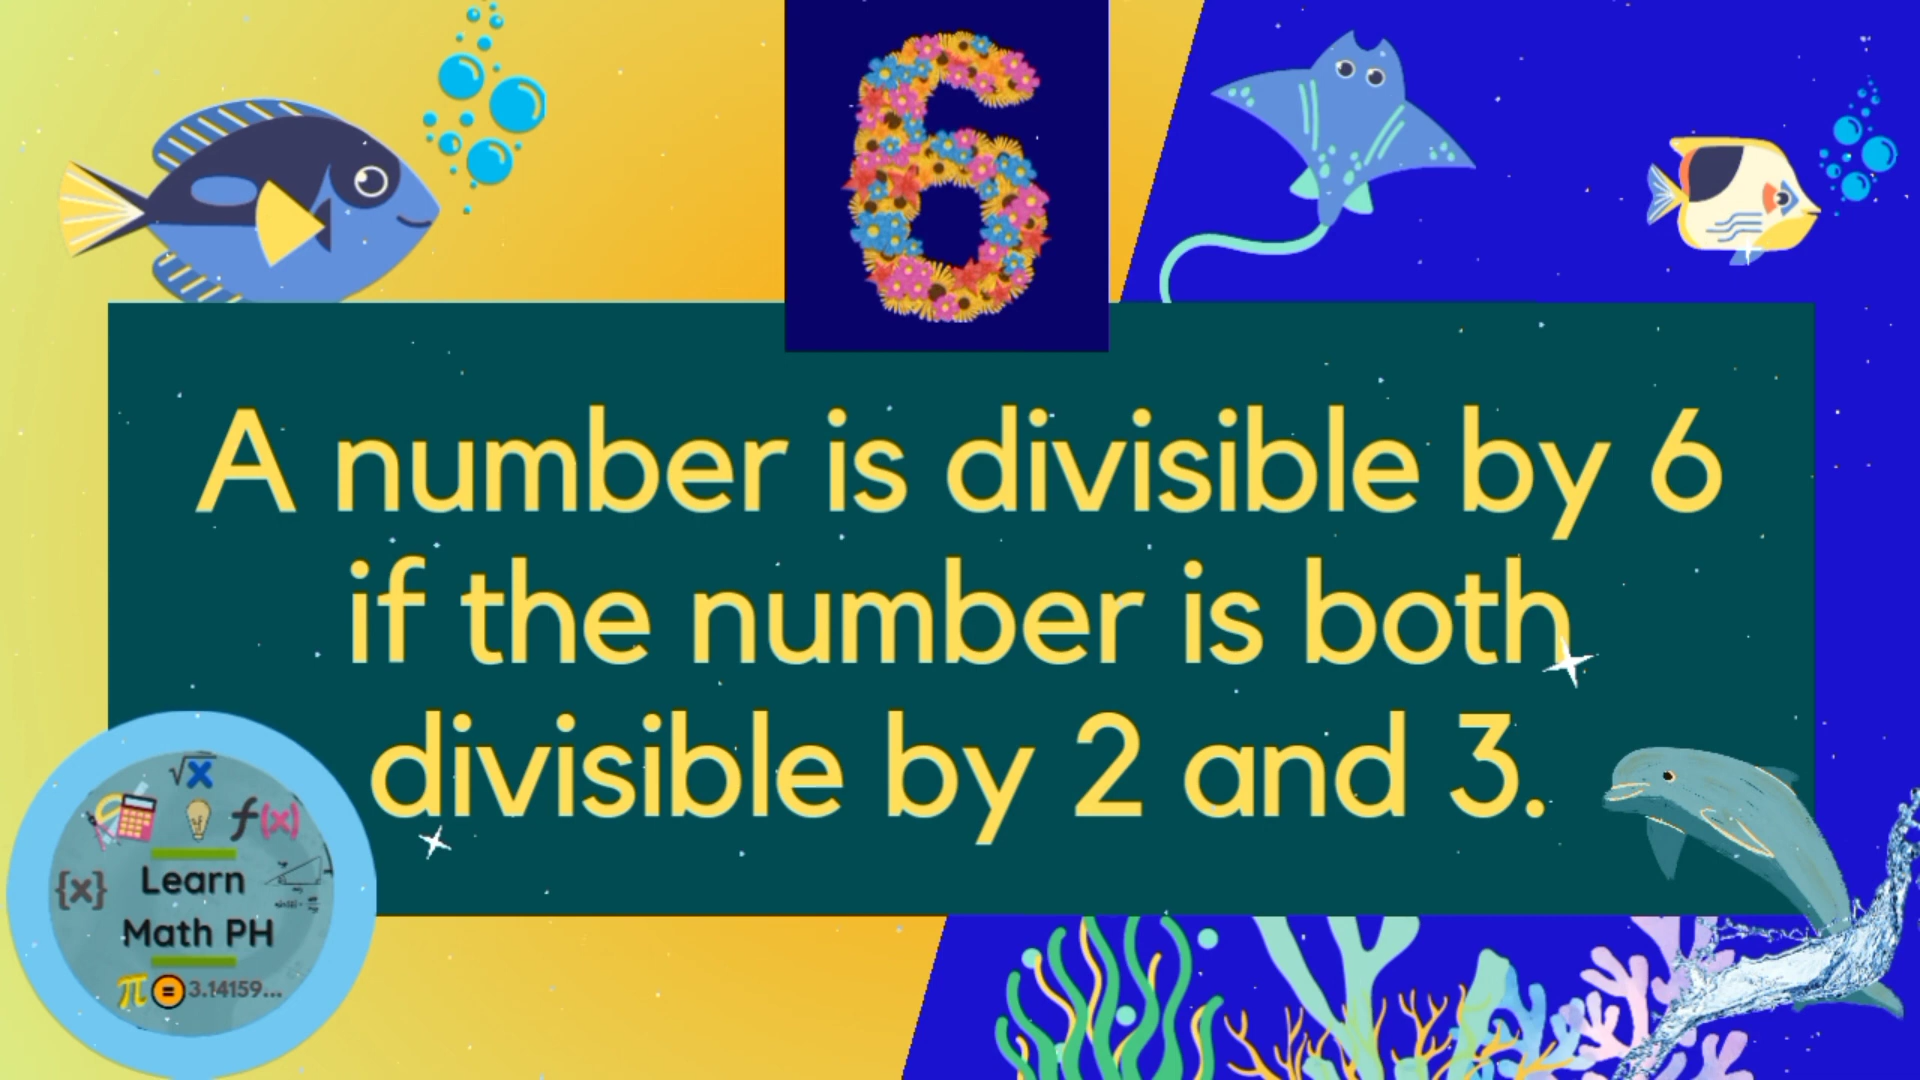 6
A number is divisible by 6
if the number is both
divisible by 2 and 3.
√x
f(x)
{x}
Learn
Math PH
π = 3.14159...